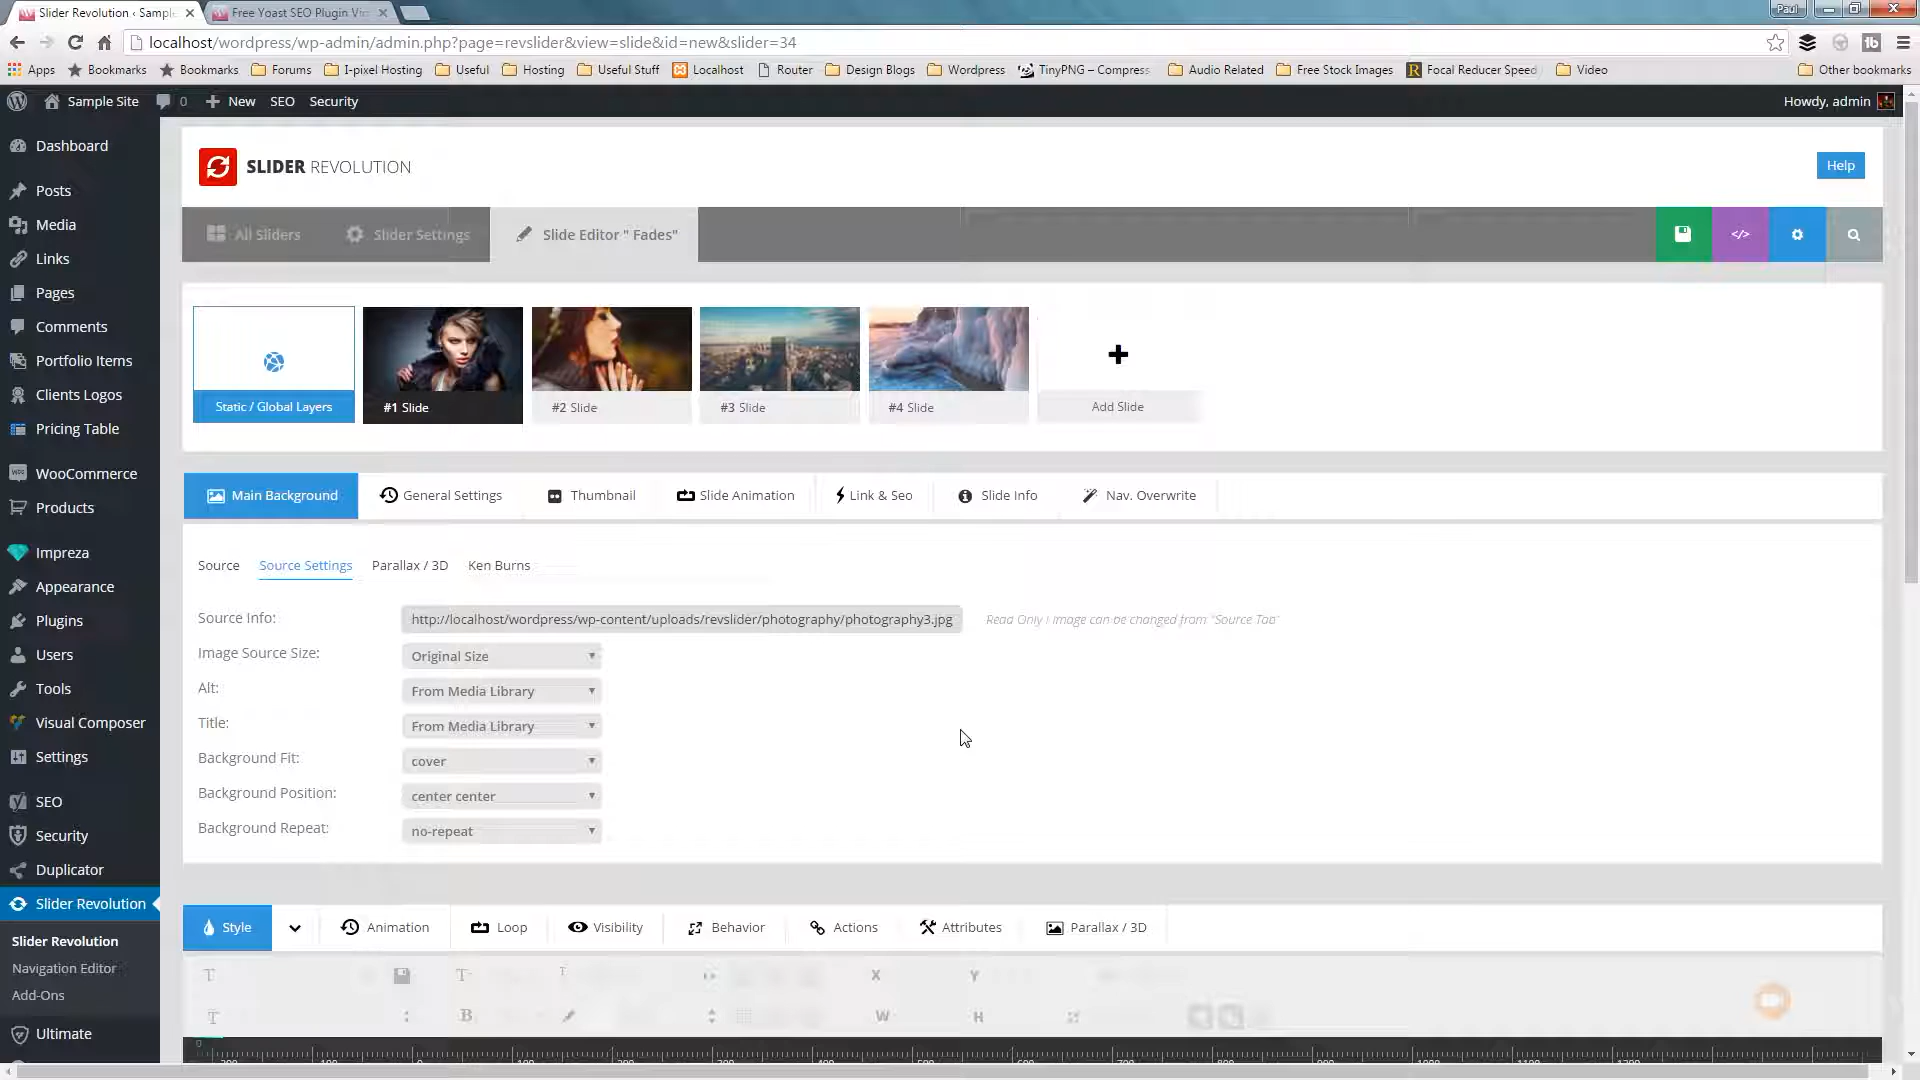 Slider Revolution ‹ Sampl
Free Yoast SEO Plugin Vi
Paul
localhost/wordpress/wp-admin/admin.php?page=revslider&view=slide&id=new&slider=34
Apps Bookmarks Bookmarks Forums I-pixel Hosting Useful Hosting Useful Stuff Localhost Router Design Blogs Wordpress TinyPNG – Compress Audio Related Free Stock Images Focal Reducer Speed Video Other bookmarks
Sample Site 0 New SEO Security Howdy, admin
Dashboard
Posts
Media
Links
Pages
Comments
Portfolio Items
Clients Logos
Pricing Table
WooCommerce
Products
Impreza
Appearance
Plugins
Users
Tools
Visual Composer
Settings
SEO
Security
Duplicator
Slider Revolution
Slider Revolution
Navigation Editor
Add-Ons
Ultimate
SLIDER REVOLUTION
Help
All Sliders Slider Settings Slide Editor " Fades"
Static / Global Layers #1 Slide #2 Slide #3 Slide #4 Slide Add Slide
Main Background General Settings Thumbnail Slide Animation Link & Seo Slide Info Nav. Overwrite
Source Source Settings Parallax / 3D Ken Burns
Source Info: http://localhost/wordpress/wp-content/uploads/revslider/photography/photography3.jpg Read Only ! Image can be changed from "Source Tab"
Image Source Size: Original Size
Alt: From Media Library
Title: From Media Library
Background Fit: cover
Background Position: center center
Background Repeat: no-repeat
Style Animation Loop Visibility Behavior Actions Attributes Parallax / 3D
X Y
B W H